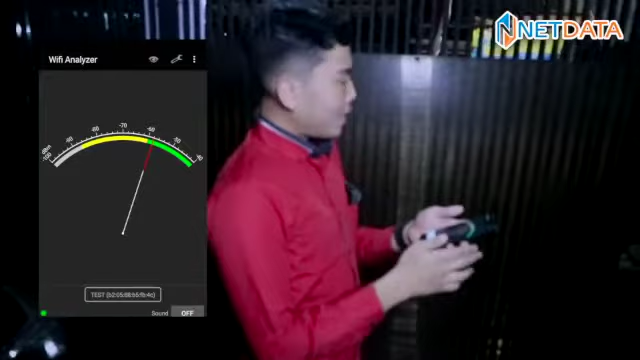 NETDATA
Wifi Analyzer
-100 -90 -80 -70 -60 -50 -40
dBm
TEST (b2:05:88:b5:fb:4c)
Sound OFF